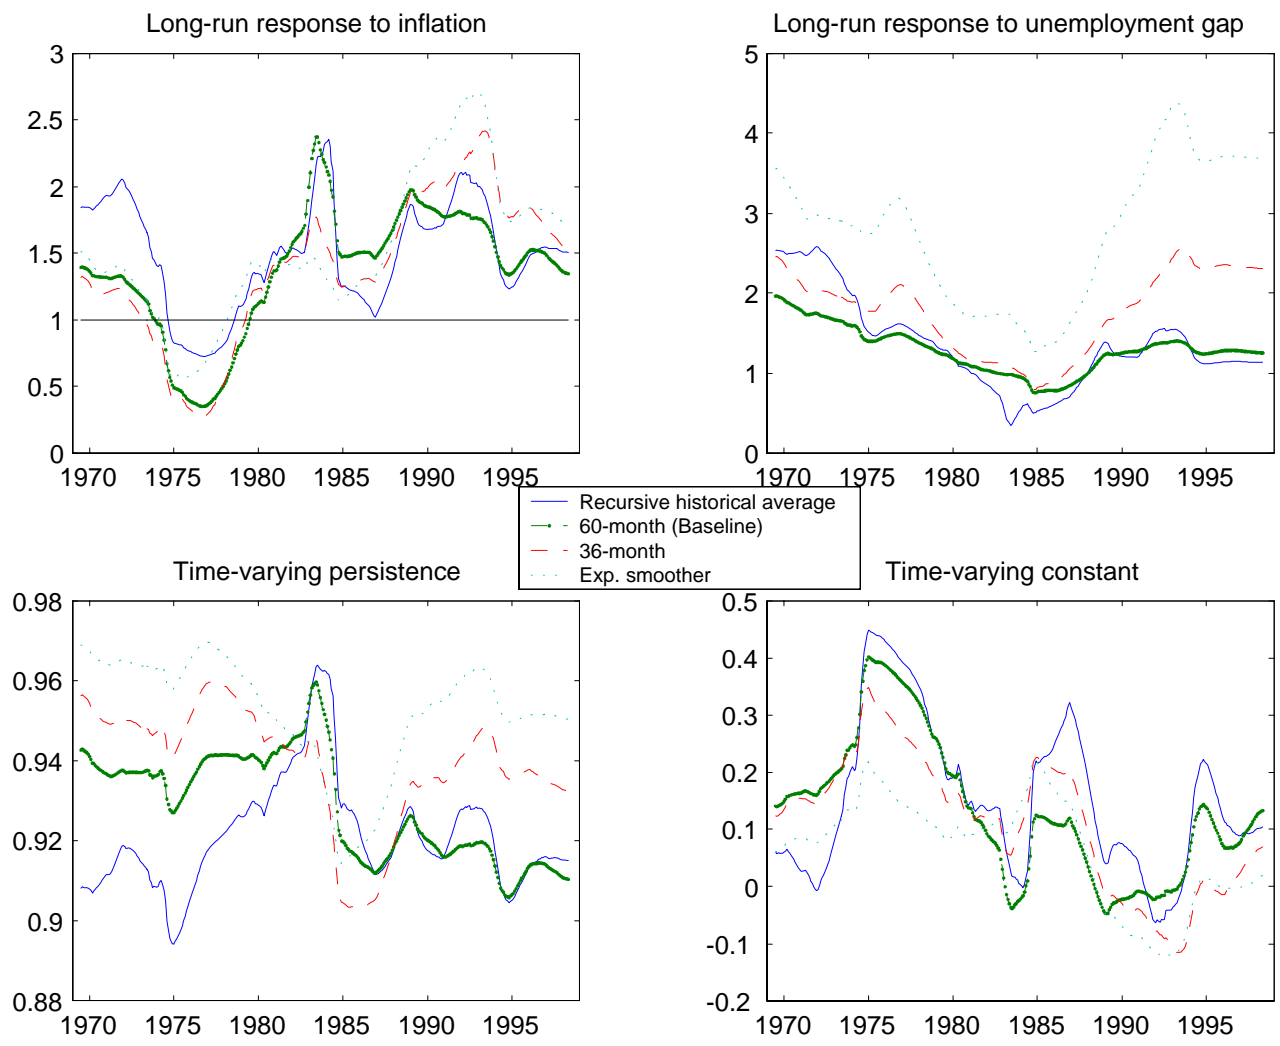 Long-run response to inflation
Long-run response to unemployment gap
3
2.5
2
1.5
1
0.5
0
1970 1975 1980 1985 1990 1995
5
4
3
2
1
0
1970 1975 1980 1985 1990 1995
Recursive historical average
60-month (Baseline)
36-month
Exp. smoother
Time-varying persistence
Time-varying constant
0.98
0.96
0.94
0.92
0.9
0.88
1970 1975 1980 1985 1990 1995
0.5
0.4
0.3
0.2
0.1
0
-0.1
-0.2
1970 1975 1980 1985 1990 1995